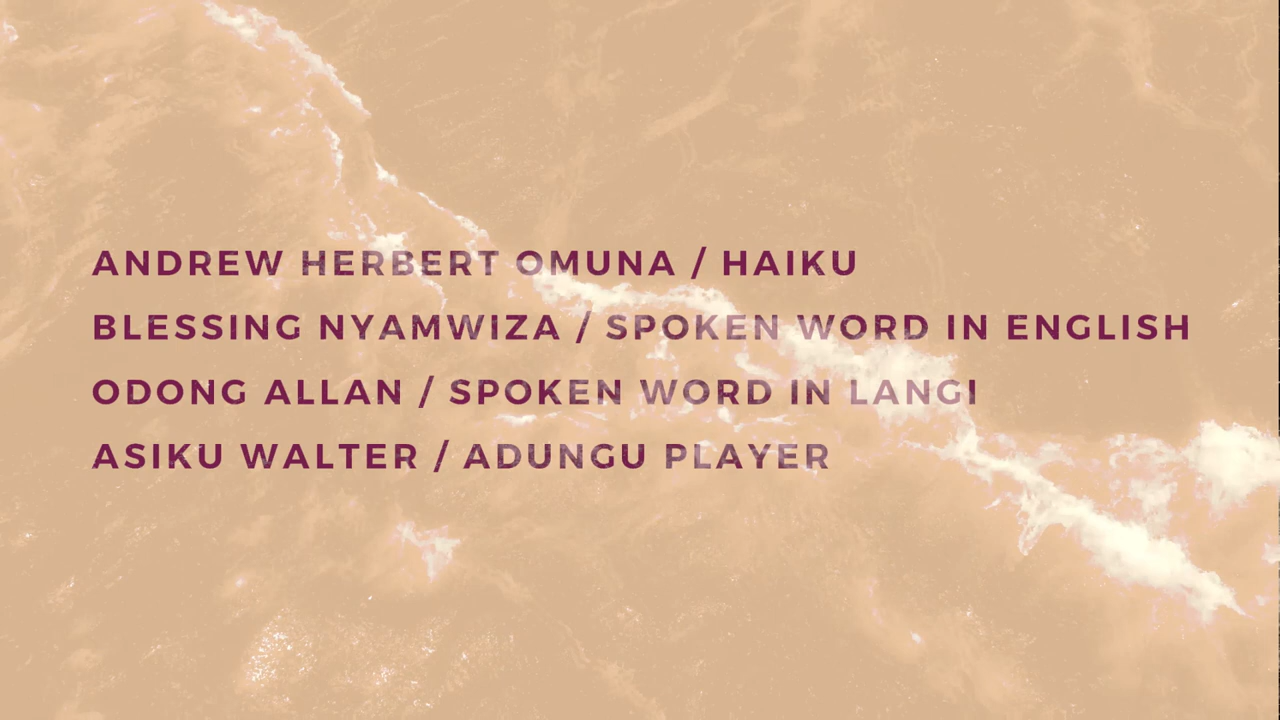 ANDREW HERBERT OMUNA / HAIKU
BLESSING NYAMWIZA / SPOKEN WORD IN ENGLISH
ODONG ALLAN / SPOKEN WORD IN LANGI
ASIKU WALTER / ADUNGU PLAYER